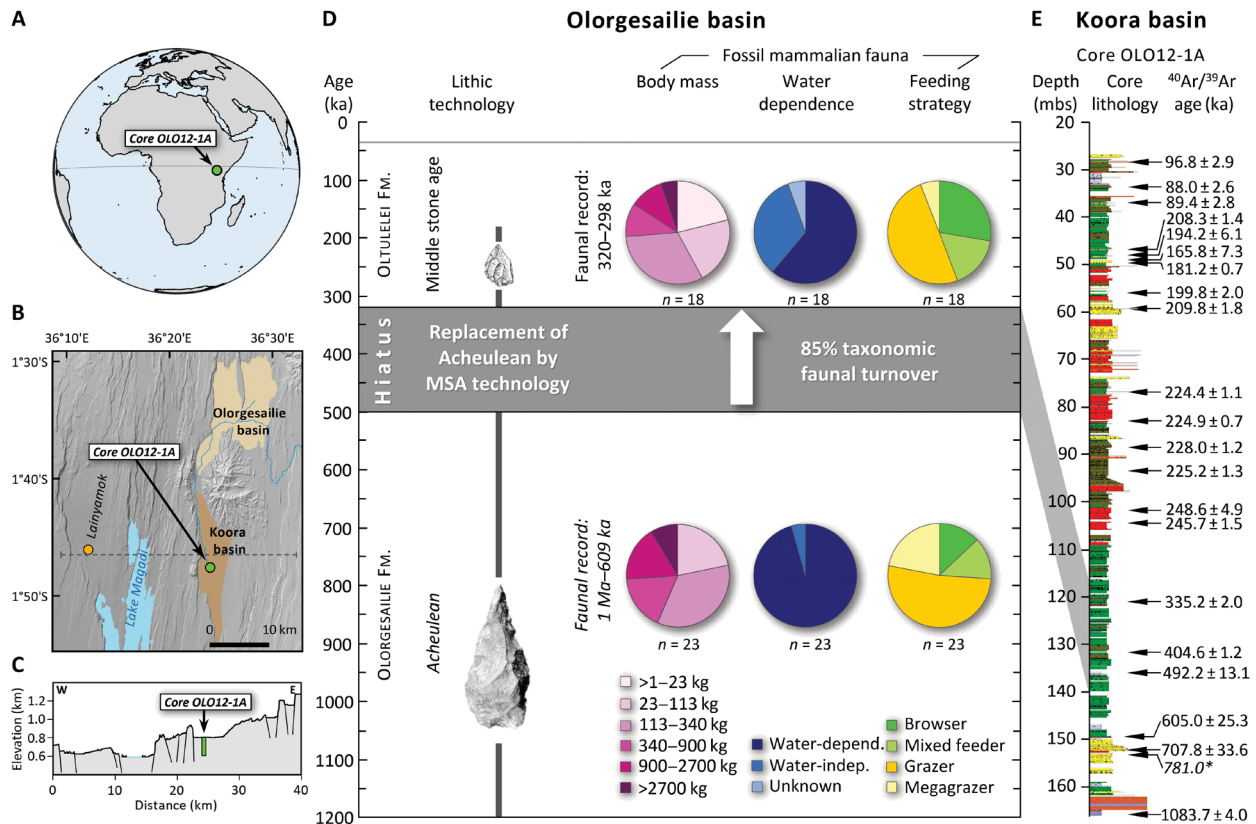 A
Core OLO12-1A
B
36°10'E
36°20'E
36°30'E
1°30'S
1°40'S
1°50'S
Olorgesailie
basin
Core OLO12-1A
Lainyamok
Koora
basin
Lake Magadi
0 10 km
C
W
E
Core OLO12-1A
Elevation (km)
1.2
1.0
0.8
0.6
0 10 20 30 40
Distance (km)
D
Olorgesailie basin
Fossil mammalian fauna
Age
(ka)
Lithic
technology
Body mass
Water
dependence
Feeding
strategy
0
100
200
300
400
500
600
700
800
900
1000
1100
1200
OLTULELEI FM.
Middle stone age
Faunal record:
320–298 ka
n = 18
n = 18
n = 18
Hiatus
Replacement of
Acheulean by
MSA technology
85% taxonomic
faunal turnover
OLORGESAILIE FM.
Acheulean
Faunal record:
1 Ma–609 ka
n = 23
n = 23
n = 23
>1–23 kg
23–113 kg
113–340 kg
340–900 kg
900–2700 kg
>2700 kg
Water-depend.
Water-indep.
Unknown
Browser
Mixed feeder
Grazer
Megagrazer
E
Koora basin
Core OLO12-1A
Depth
(mbs)
Core
lithology
⁴⁰Ar/³⁹Ar
age (ka)
20
30
40
50
60
70
80
90
100
110
120
130
140
150
160
96.8 ± 2.9
88.0 ± 2.6
89.4 ± 2.8
208.3 ± 1.4
194.2 ± 6.1
165.8 ± 7.3
181.2 ± 0.7
199.8 ± 2.0
209.8 ± 1.8
224.4 ± 1.1
224.9 ± 0.7
228.0 ± 1.2
225.2 ± 1.3
248.6 ± 4.9
245.7 ± 1.5
335.2 ± 2.0
404.6 ± 1.2
492.2 ± 13.1
605.0 ± 25.3
707.8 ± 33.6
781.0*
1083.7 ± 4.0